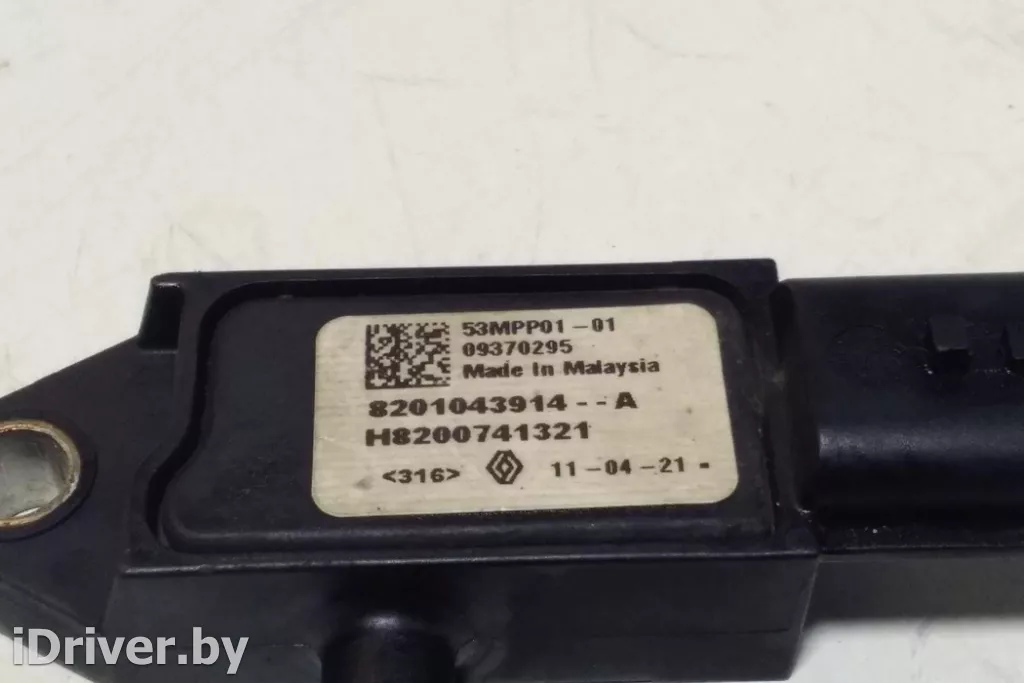 53MPP01-01
09370295
Made In Malaysia
8201043914--A
H8200741321
<316> 11-04-21-
iDriver.by